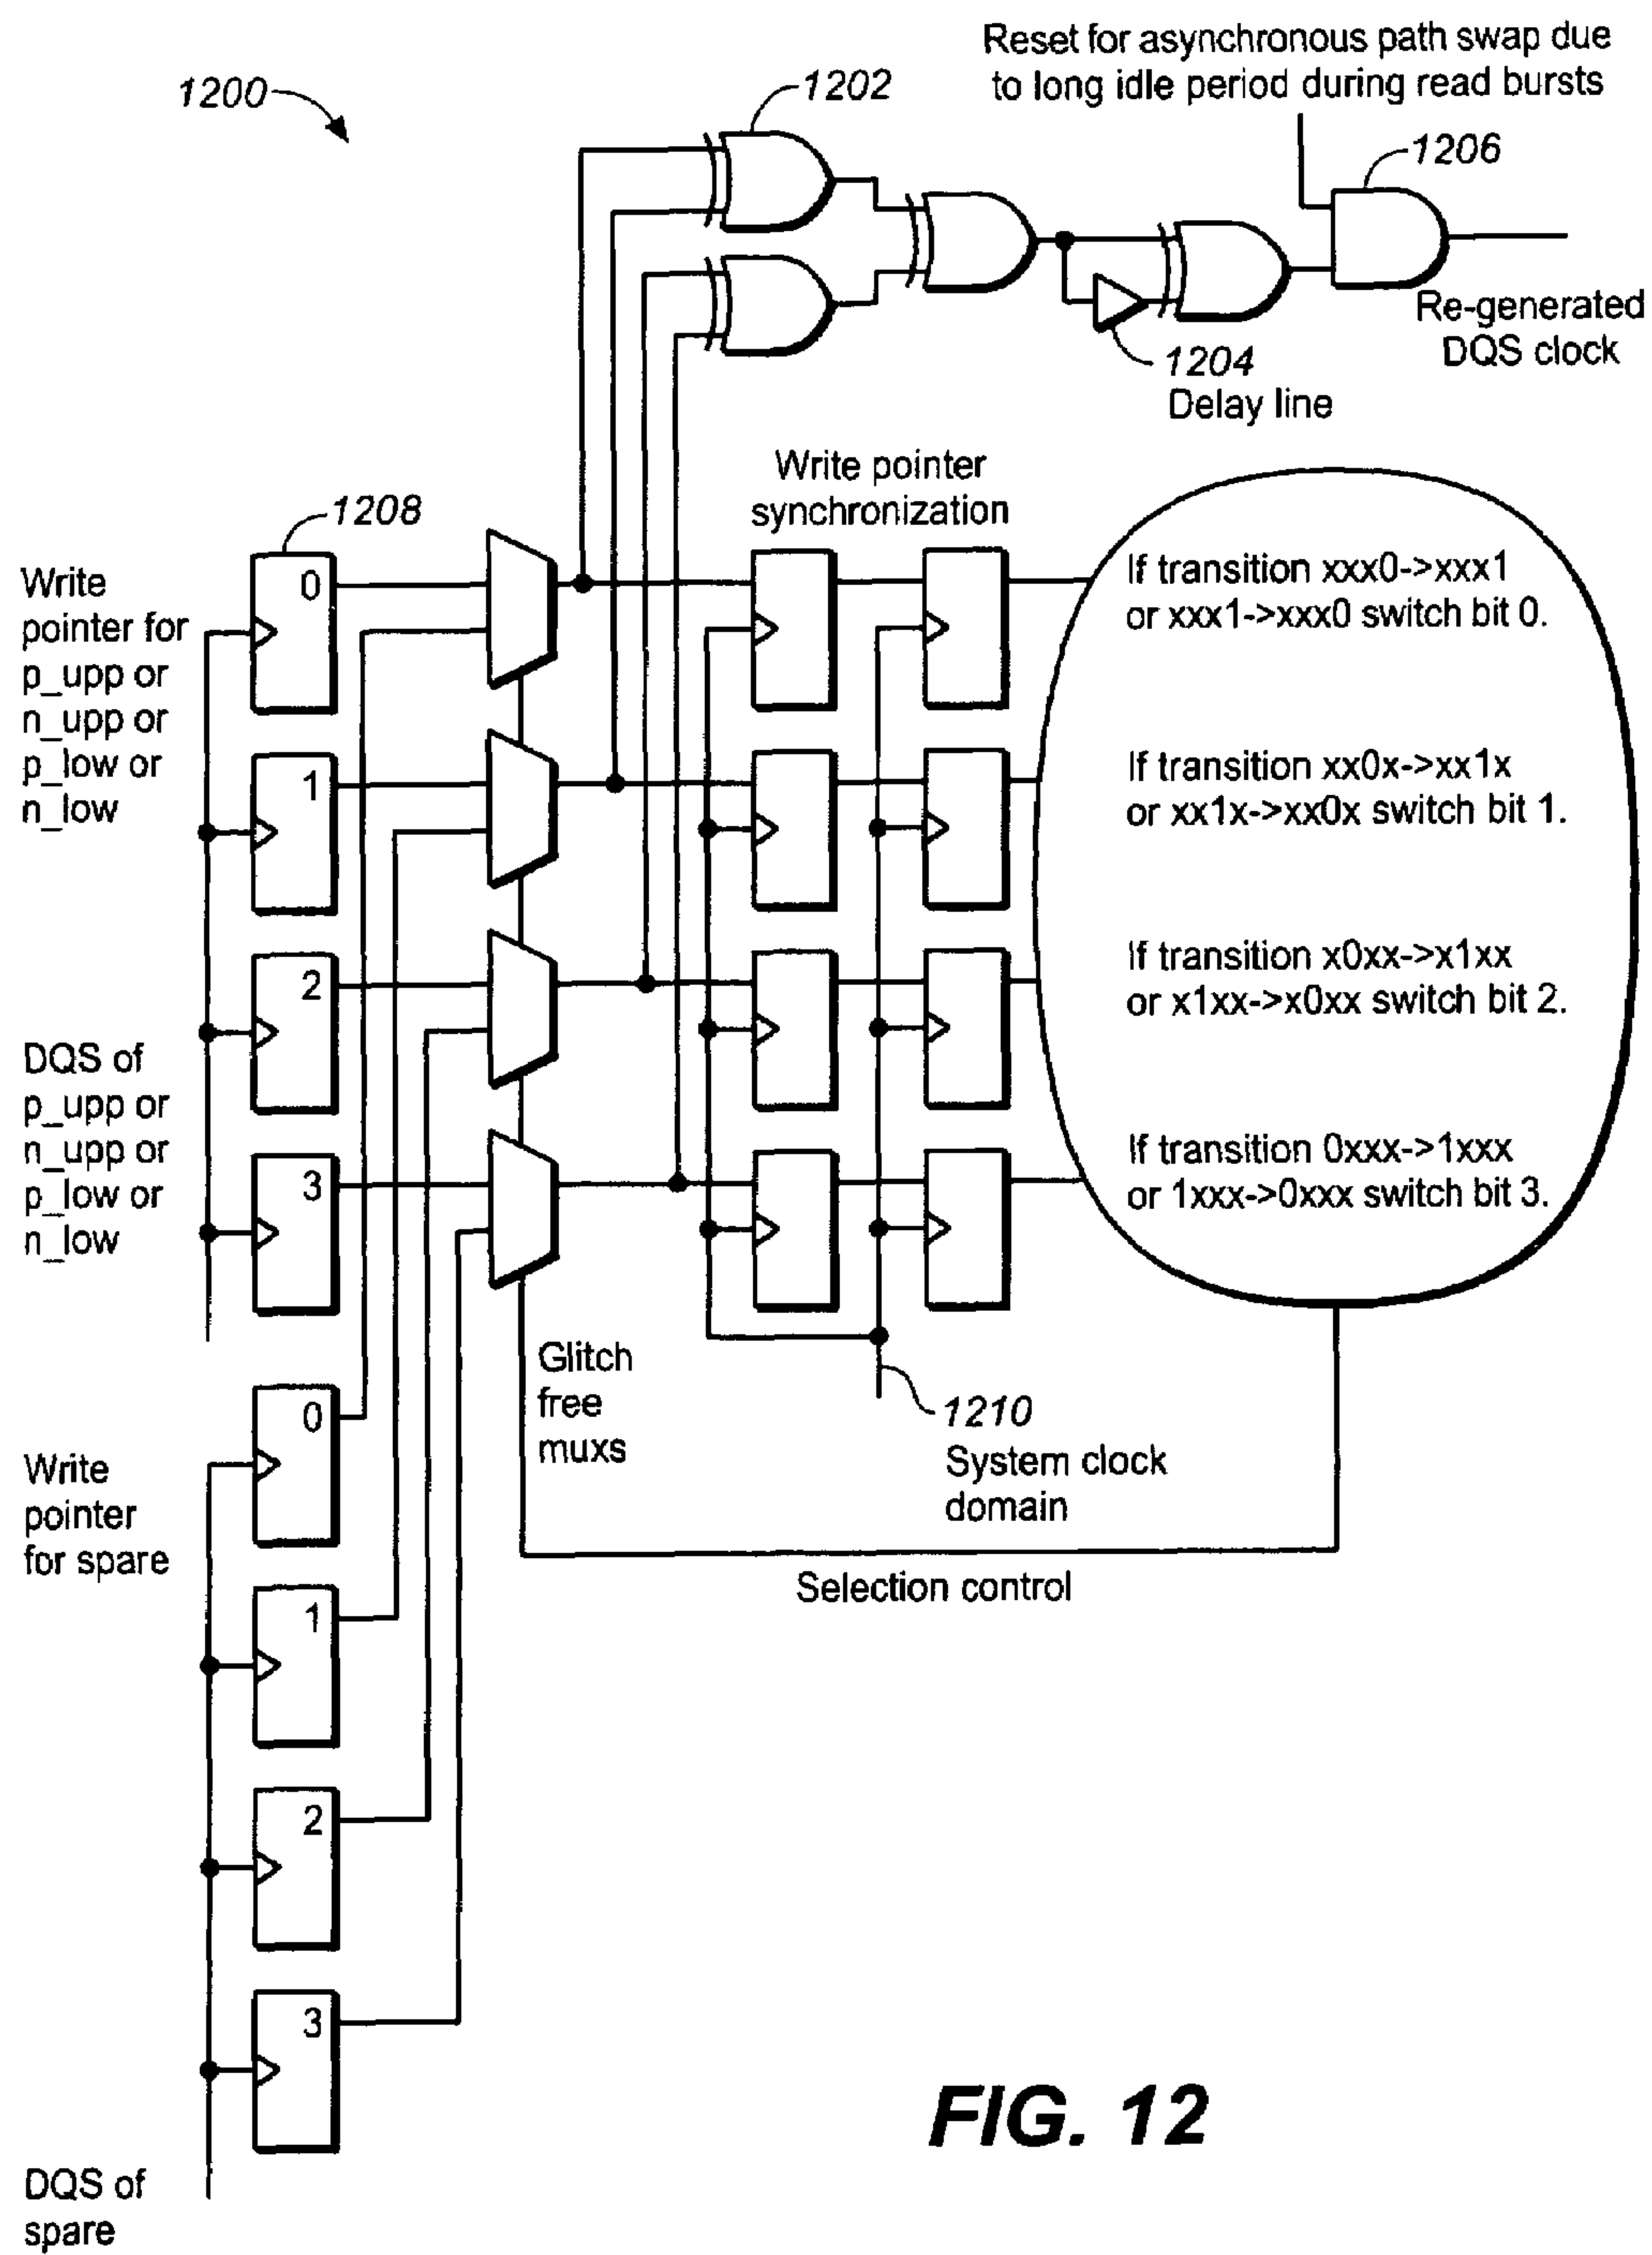 Reset for asynchronous path swap due
to long idle period during read bursts
1200
1202
1206
Re-generated
DQS clock
1204
Delay line
Write pointer
synchronization
1208
Write
pointer for
p_upp or
n_upp or
p_low or
n_low
0
1
2
3
If transition xxx0->xxx1
or xxx1->xxx0 switch bit 0.
If transition xx0x->xx1x
or xx1x->xx0x switch bit 1.
If transition x0xx->x1xx
or x1xx->x0xx switch bit 2.
If transition 0xxx->1xxx
or 1xxx->0xxx switch bit 3.
DQS of
p_upp or
n_upp or
p_low or
n_low
Glitch
free
muxs
1210
System clock
domain
Selection control
Write
pointer
for spare
0
1
2
3
DQS of
spare
FIG. 12